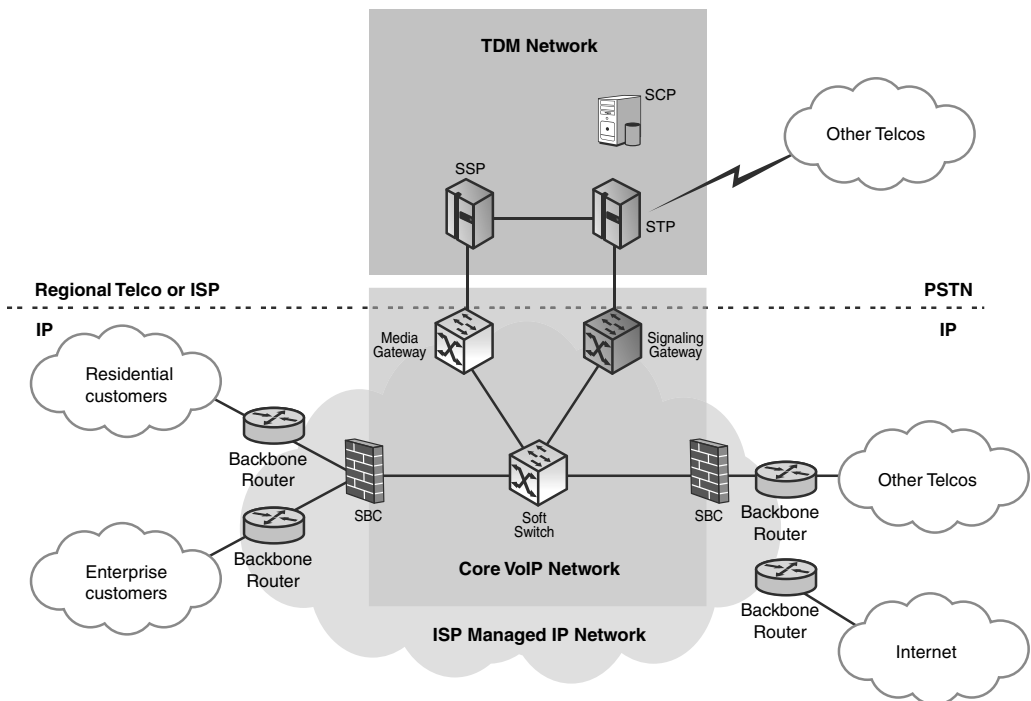 TDM Network
SCP
Other Telcos
SSP
STP
Regional Telco or ISP
PSTN
IP
IP
Media
Gateway
Signaling
Gateway
Residential
customers
Backbone
Router
SBC
Soft
Switch
SBC
Backbone
Router
Other Telcos
Enterprise
customers
Backbone
Router
Core VoIP Network
Backbone
Router
ISP Managed IP Network
Internet